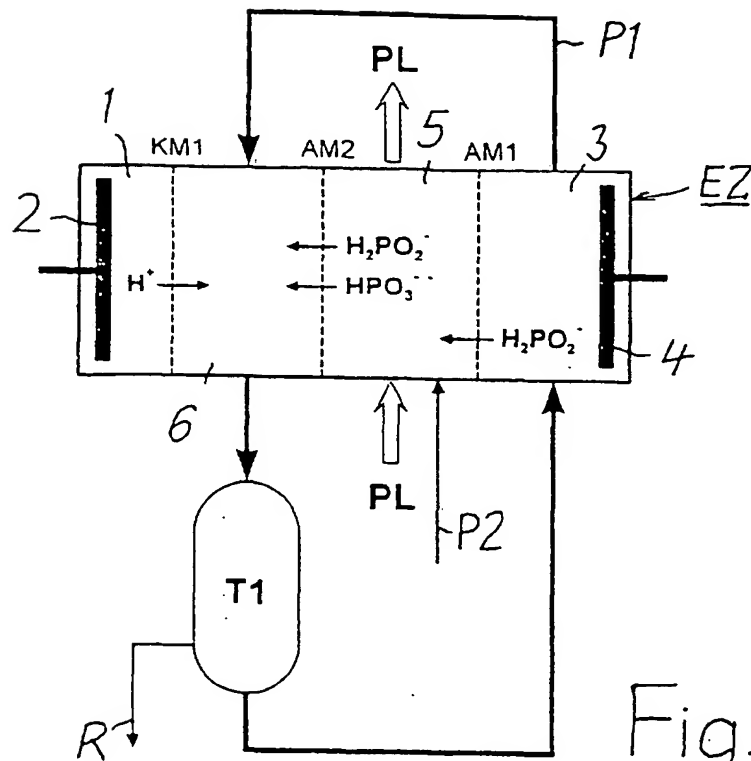 P1
PL
1
5
3
KM1
AM2
AM1
EZ
2
H₂PO₂⁻
H⁺
HPO₃⁻⁻
H₂PO₂⁻
4
6
PL
P2
T1
R
Fig.